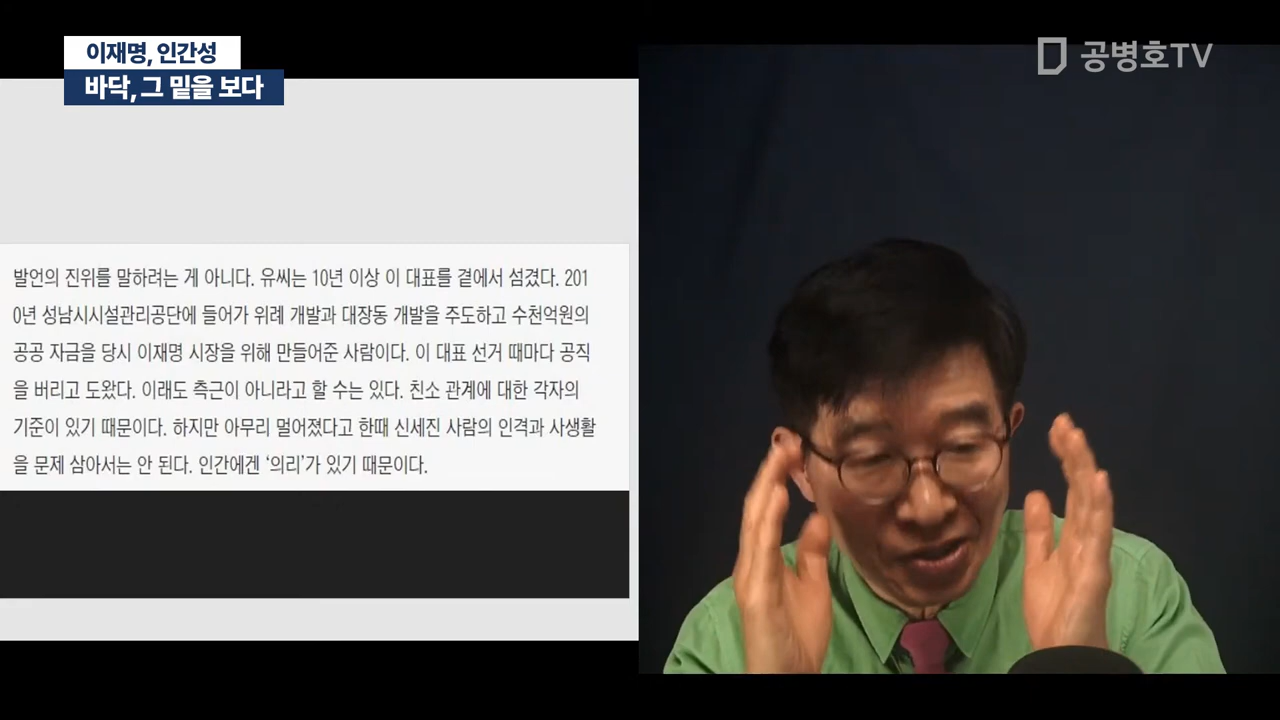 이재명, 인간성
바닥, 그 밑을 보다
공병호TV
발언의 진위를 말하려는 게 아니다. 유씨는 10년 이상 이 대표를 곁에서 섬겼다. 201
0년 성남시시설관리공단에 들어가 위례 개발과 대장동 개발을 주도하고 수천억원의
공공 자금을 당시 이재명 시장을 위해 만들어준 사람이다. 이 대표 선거 때마다 공직
을 버리고 도왔다. 이래도 측근이 아니라고 할 수는 있다. 친소 관계에 대한 각자의
기준이 있기 때문이다. 하지만 아무리 멀어졌다고 한때 신세진 사람의 인격과 사생활
을 문제 삼아서는 안 된다. 인간에겐 ‘의리’가 있기 때문이다.